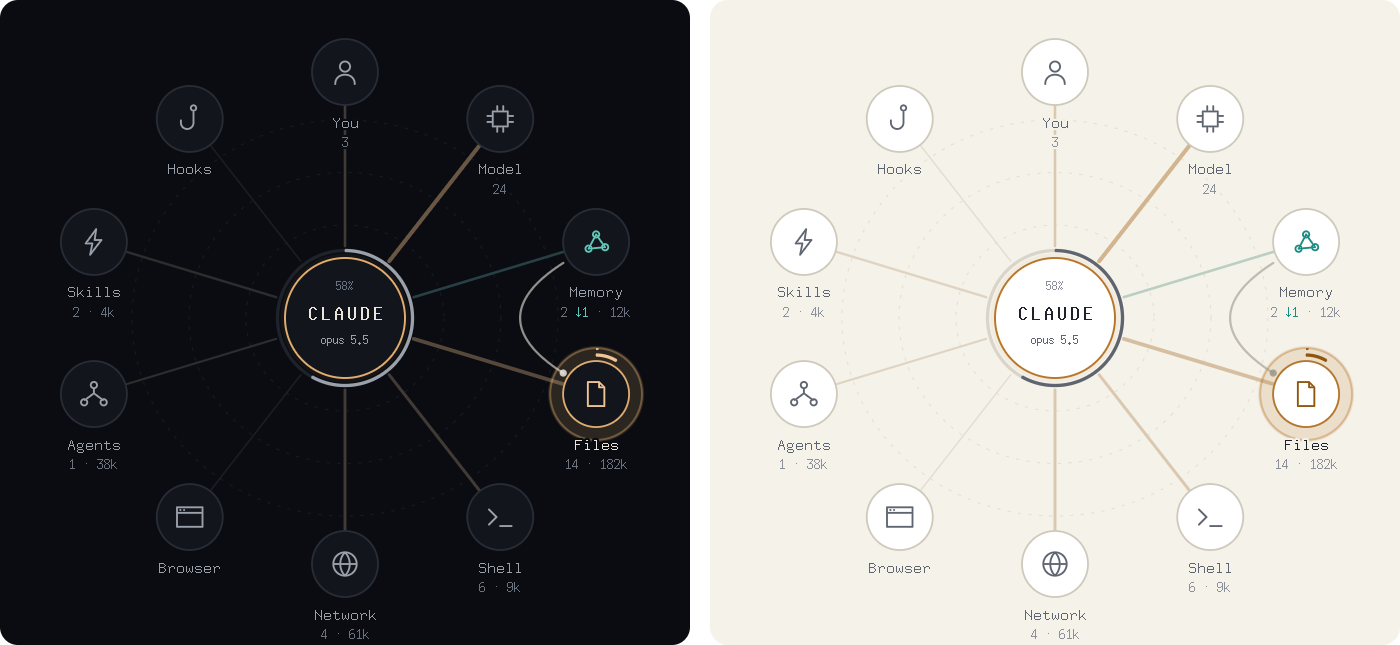 You
3
Hooks
Model
24
Skills
2 · 4k
58%
CLAUDE
opus 5.5
Memory
2 ↓1 · 12k
Agents
1 · 38k
Files
14 · 182k
Browser
Shell
6 · 9k
Network
4 · 61k
You
3
Hooks
Model
24
Skills
2 · 4k
58%
CLAUDE
opus 5.5
Memory
2 ↓1 · 12k
Agents
1 · 38k
Files
14 · 182k
Browser
Shell
6 · 9k
Network
4 · 61k